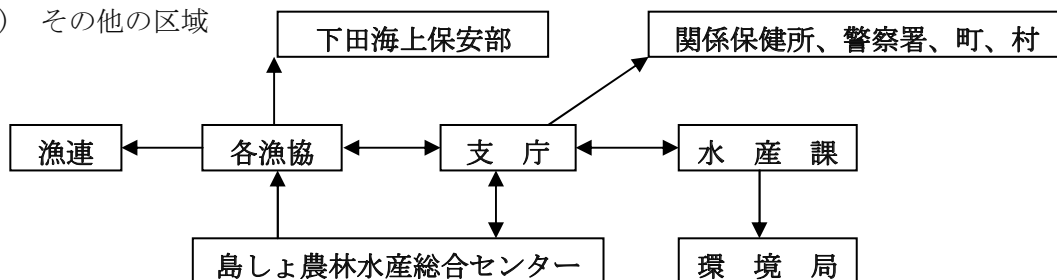 ) その他の区域
下田海上保安部
関係保健所、警察署、町、村
漁連
各漁協
支 庁
水 産 課
島しょ農林水産総合センター
環 境 局